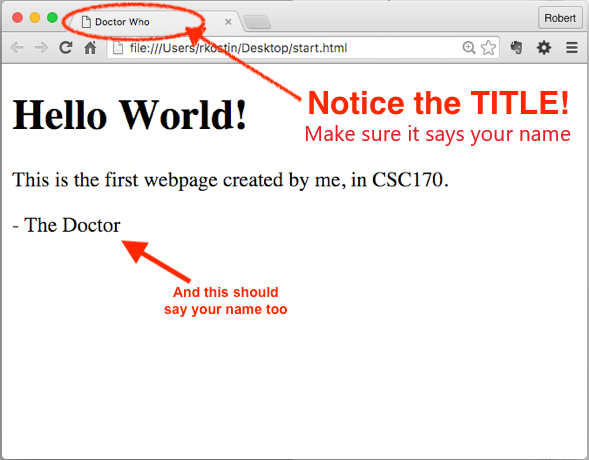 Doctor Who
Robert
file:///Users/rkostin/Desktop/start.html
Notice the TITLE!
Make sure it says your name
Hello World!
This is the first webpage created by me, in CSC170.
- The Doctor
And this should
say your name too